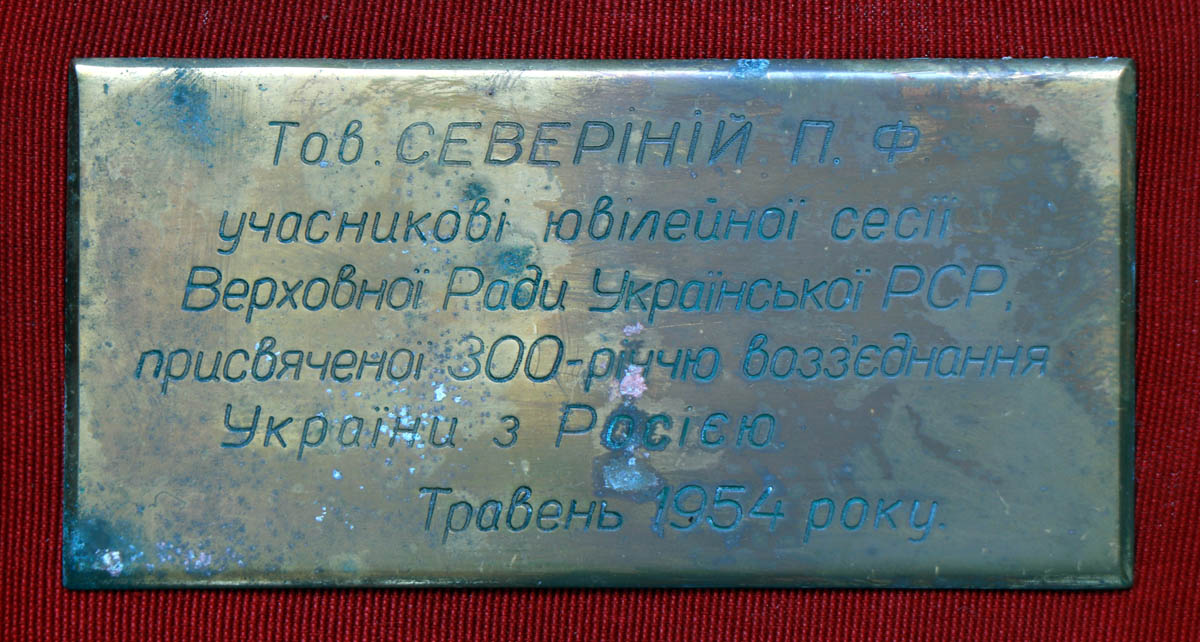 Тов. СЕВЕРІНІЙ. П. Ф
учасникові ювілейної сесії
Верховної Ради Української РСР,
присвяченої 300-річчю возз'єднання
України з Росією.
Травень 1954 року.